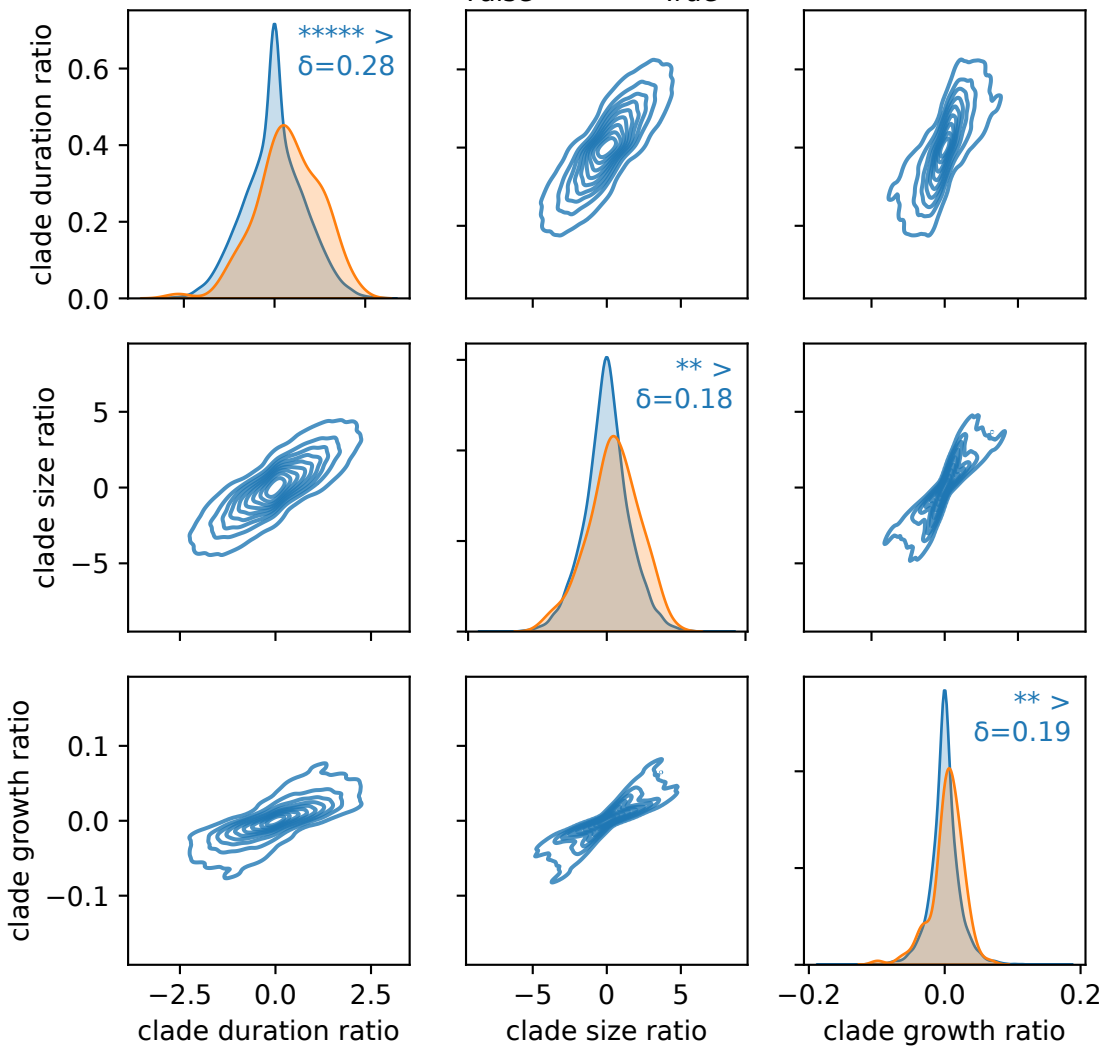 clade duration ratio
0.6
0.4
0.2
0.0
***** >
δ=0.28
clade size ratio
5
0
−5
** >
δ=0.18
clade growth ratio
0.1
0.0
−0.1
** >
δ=0.19
−2.5 0.0 2.5
−5 0 5
−0.2 0.0 0.2
clade duration ratio
clade size ratio
clade growth ratio